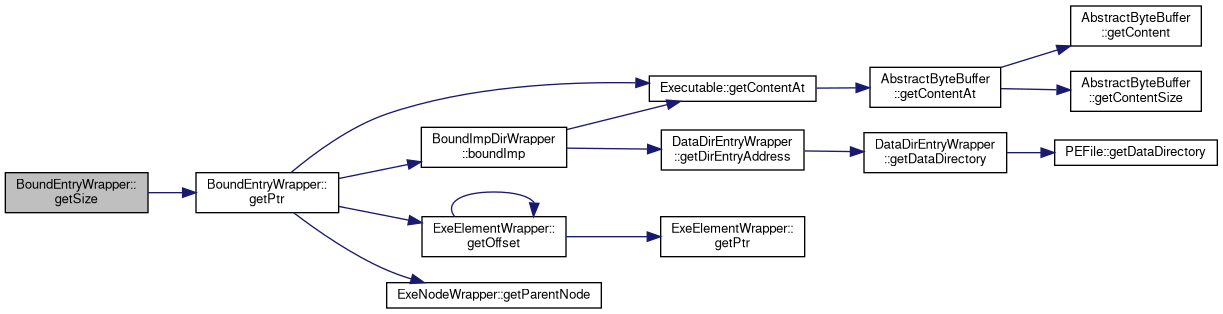 BoundEntryWrapper::
getSize
BoundEntryWrapper::
getPtr
Executable::getContentAt
BoundImpDirWrapper
::boundImp
ExeElementWrapper::
getOffset
ExeNodeWrapper::getParentNode
AbstractByteBuffer
::getContentAt
DataDirEntryWrapper
::getDirEntryAddress
ExeElementWrapper::
getPtr
AbstractByteBuffer
::getContent
AbstractByteBuffer
::getContentSize
DataDirEntryWrapper
::getDataDirectory
PEFile::getDataDirectory